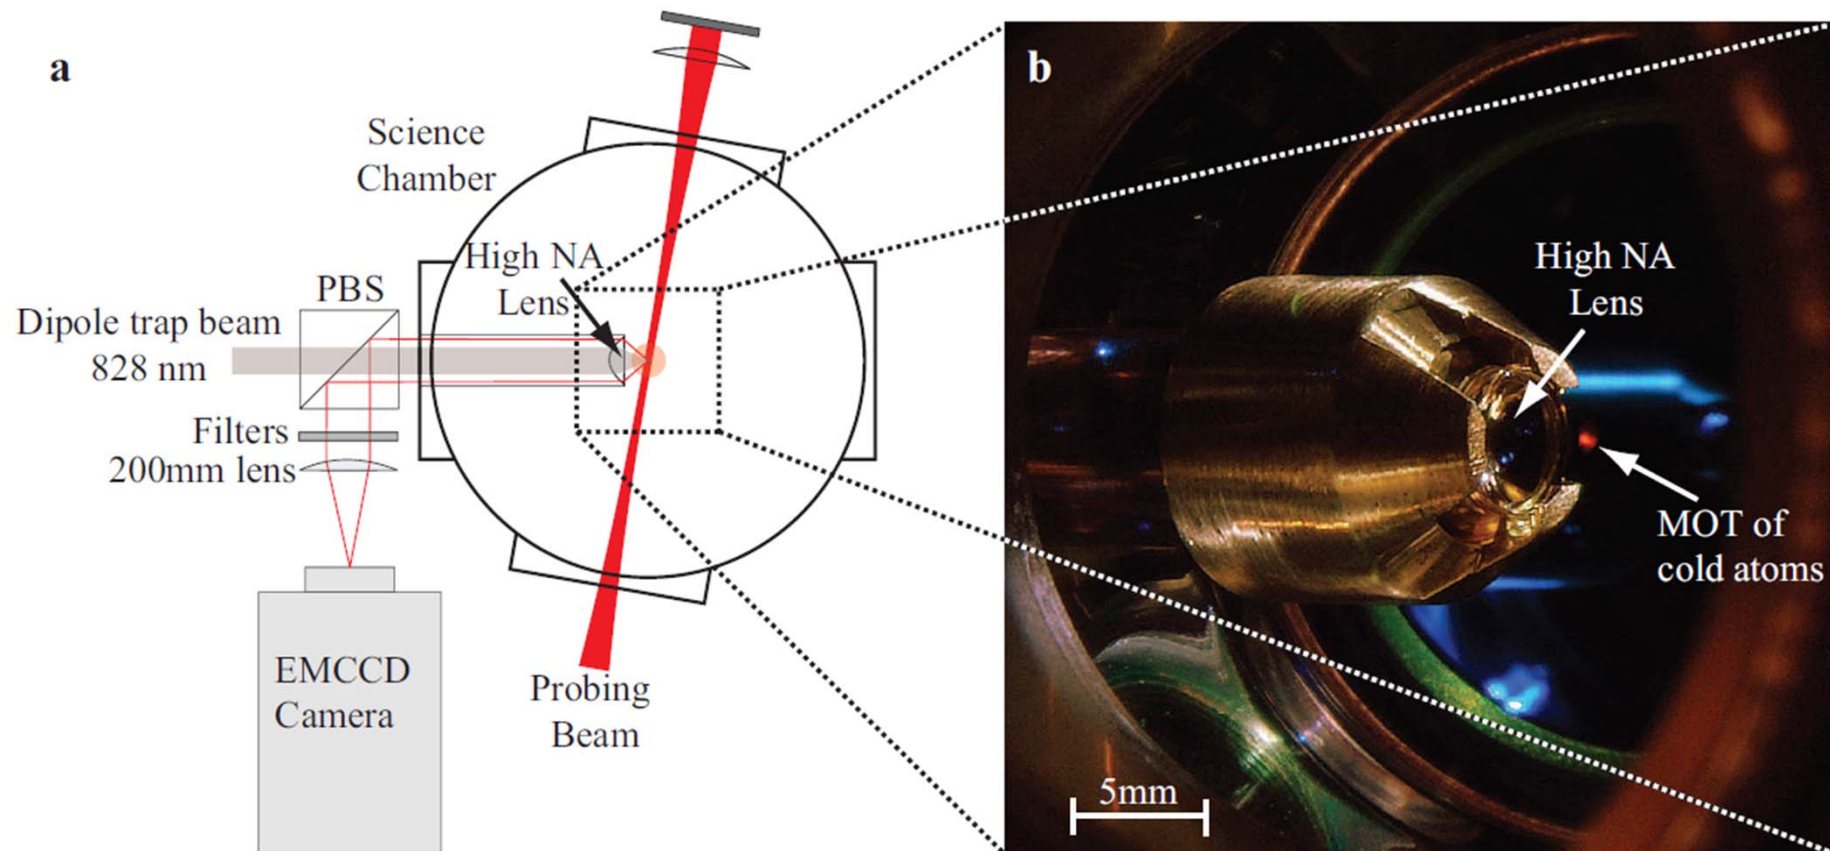 a
Science
Chamber
High NA
Lens
PBS
Dipole trap beam
828 nm
Filters
200mm lens
EMCCD
Camera
Probing
Beam
b
High NA
Lens
MOT of
cold atoms
5mm